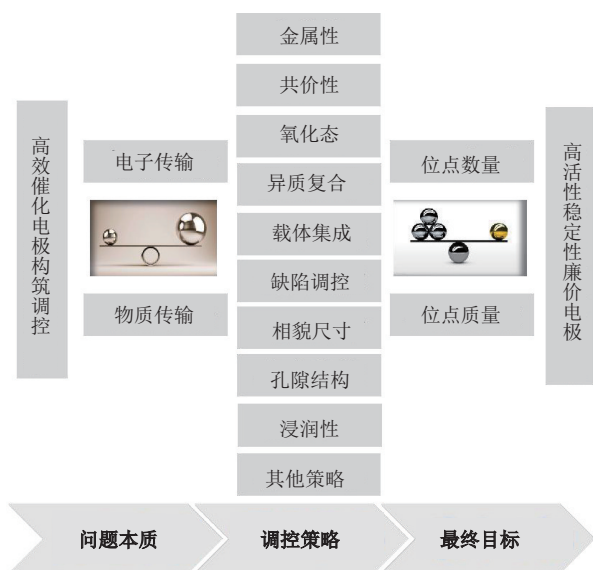 高效催化电极构筑调控
电子传输
物质传输
金属性
共价性
氧化态
异质复合
载体集成
缺陷调控
相貌尺寸
孔隙结构
浸润性
其他策略
位点数量
位点质量
高活性稳定性廉价电极
问题本质
调控策略
最终目标